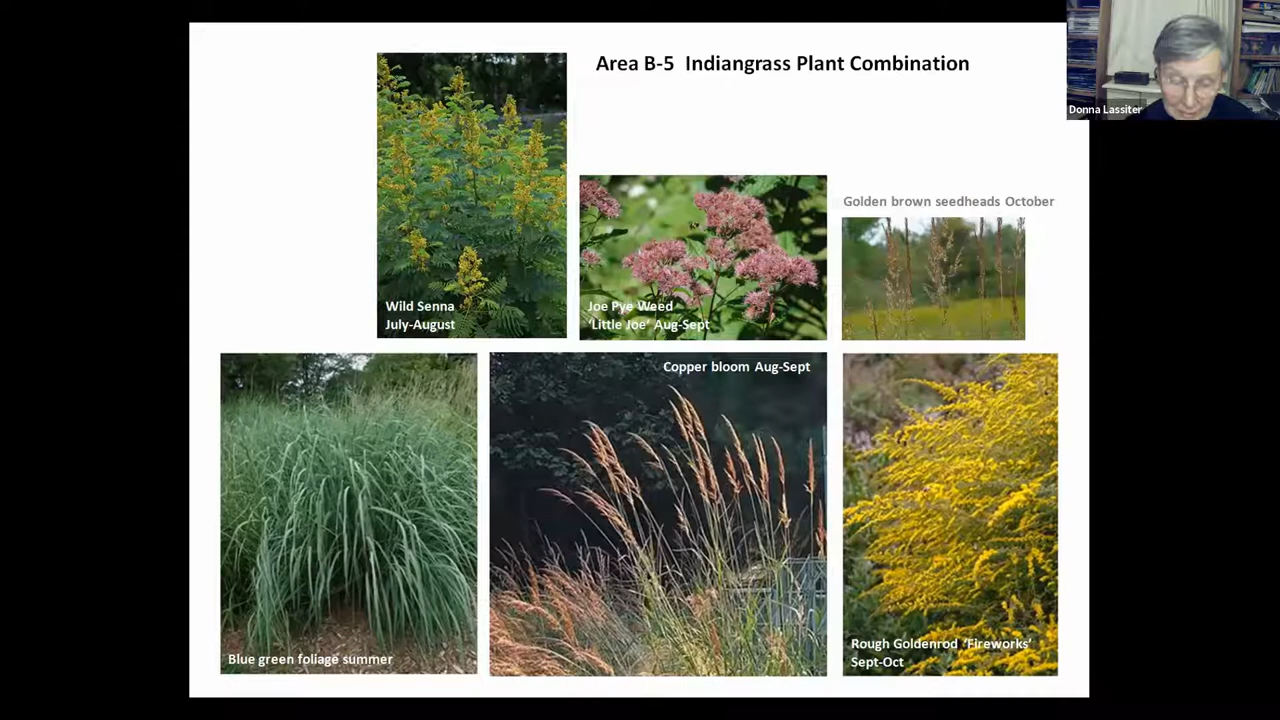 Area B-5  Indiangrass Plant Combination
Donna Lassiter
Golden brown seedheads October
Wild Senna
July-August
Joe Pye Weed
‘Little Joe’ Aug-Sept
Copper bloom Aug-Sept
Blue green foliage summer
Rough Goldenrod ‘Fireworks’
Sept-Oct